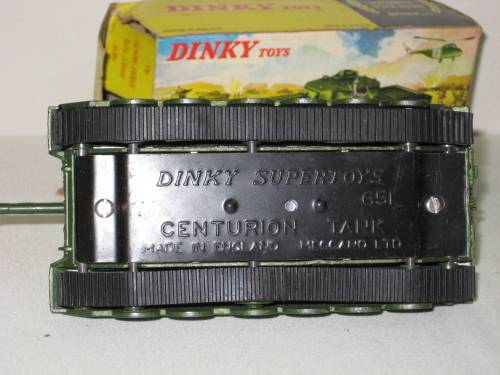 DINKY TOYS
DINKY SUPERTOYS
651
CENTURION TANK
MADE IN ENGLAND MECCANO LTD